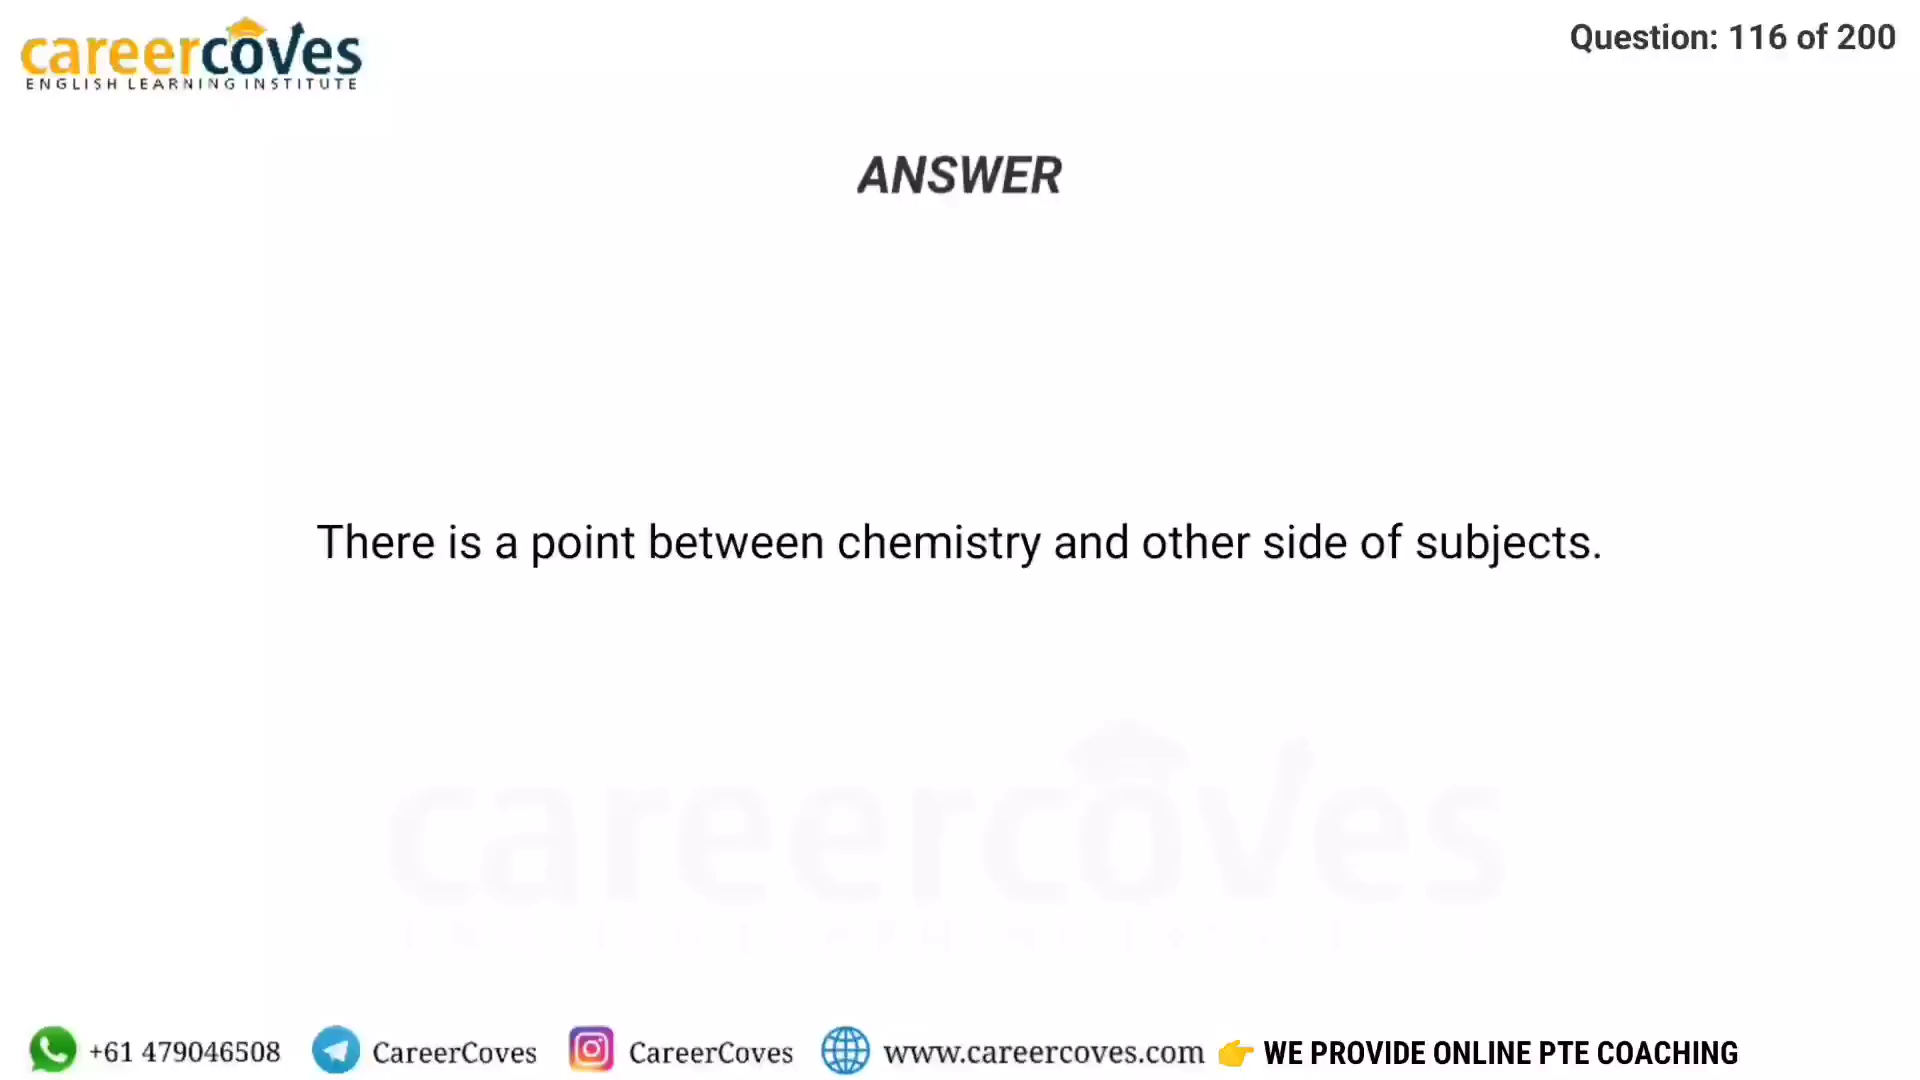 careercoves
ENGLISH LEARNING INSTITUTE
Question: 116 of 200
ANSWER
There is a point between chemistry and other side of subjects.
careercoves
+61 479046508 CareerCoves CareerCoves www.careercoves.com WE PROVIDE ONLINE PTE COACHING